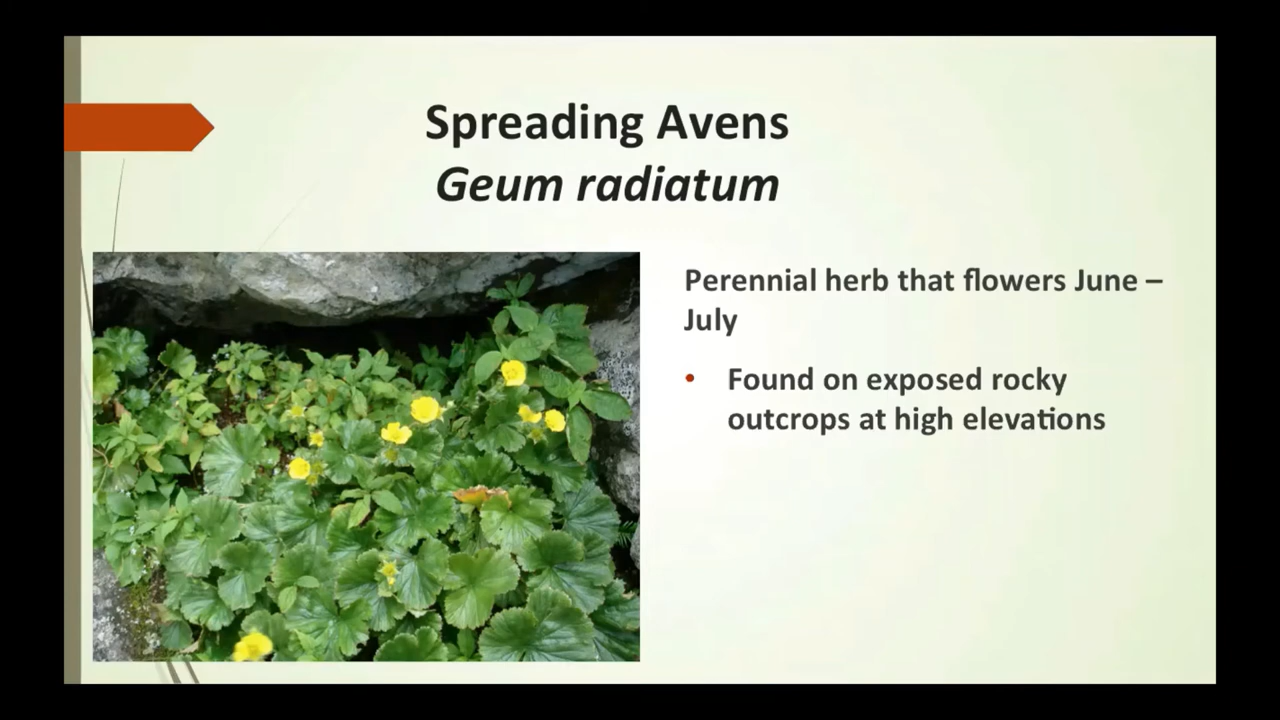 Spreading Avens
Geum radiatum
Perennial herb that flowers June –
July
• Found on exposed rocky
outcrops at high elevations